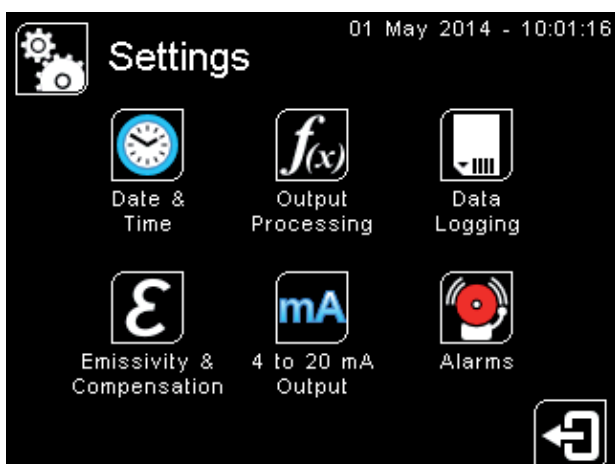 01 May 2014 - 10:01:16
Settings
f(x)
Date &
Time
Output
Processing
Data
Logging
ε
mA
Emissivity &
Compensation
4 to 20 mA
Output
Alarms